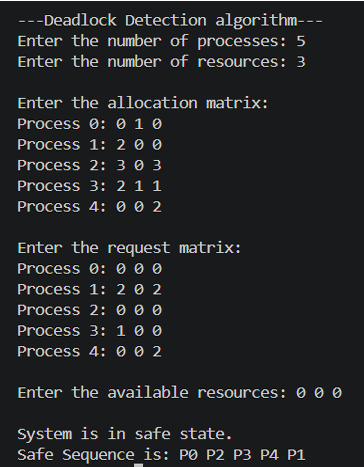 ---Deadlock Detection algorithm---
Enter the number of processes: 5
Enter the number of resources: 3
Enter the allocation matrix:
Process 0: 0 1 0
Process 1: 2 0 0
Process 2: 3 0 3
Process 3: 2 1 1
Process 4: 0 0 2
Enter the request matrix:
Process 0: 0 0 0
Process 1: 2 0 2
Process 2: 0 0 0
Process 3: 1 0 0
Process 4: 0 0 2
Enter the available resources: 0 0 0
System is in safe state.
Safe Sequence is: P0 P2 P3 P4 P1